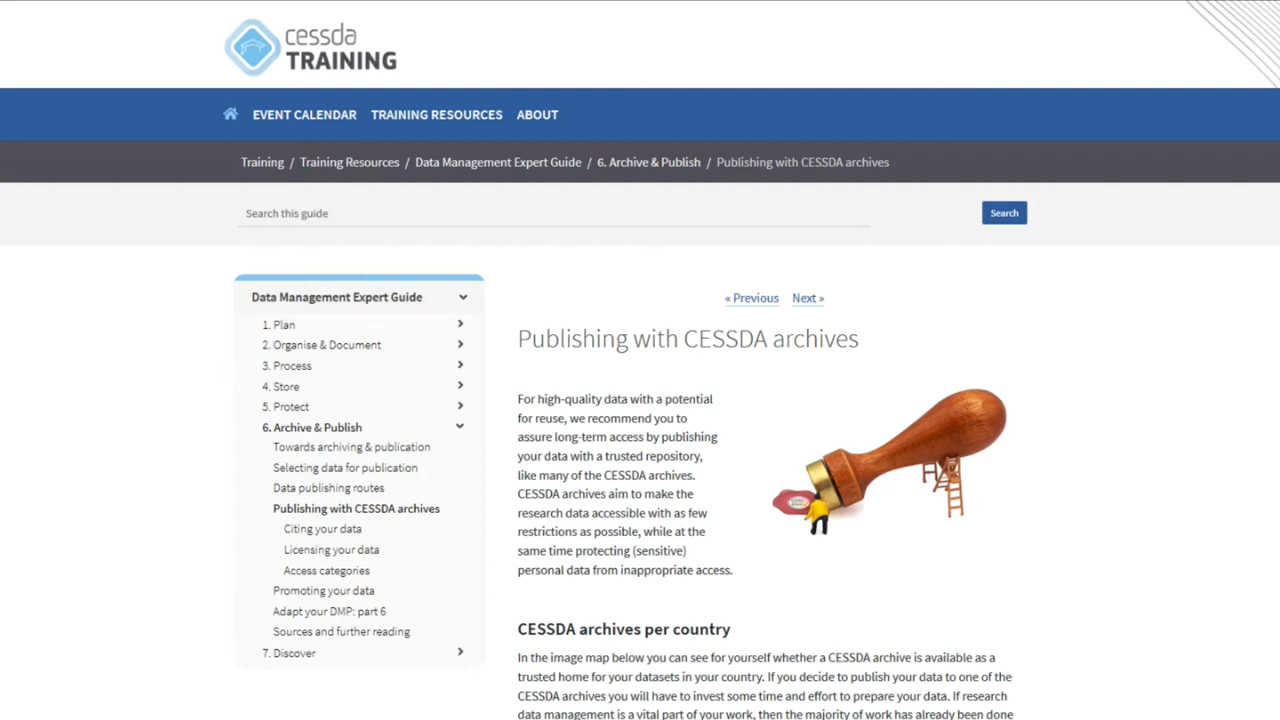 cessda
TRAINING
EVENT CALENDAR TRAINING RESOURCES ABOUT
Training / Training Resources / Data Management Expert Guide / 6. Archive & Publish / Publishing with CESSDA archives
Search this guide
Search
Data Management Expert Guide
1. Plan
2. Organise & Document
3. Process
4. Store
5. Protect
6. Archive & Publish
Towards archiving & publication
Selecting data for publication
Data publishing routes
Publishing with CESSDA archives
Citing your data
Licensing your data
Access categories
Promoting your data
Adapt your DMP: part 6
Sources and further reading
7. Discover
« Previous Next »
Publishing with CESSDA archives
For high-quality data with a potential
for reuse, we recommend you to
assure long-term access by publishing
your data with a trusted repository,
like many of the CESSDA archives.
CESSDA archives aim to make the
research data accessible with as few
restrictions as possible, while at the
same time protecting (sensitive)
personal data from inappropriate access.
CESSDA archives per country
In the image map below you can see for yourself whether a CESSDA archive is available as a
trusted home for your datasets in your country. If you decide to publish your data to one of the
CESSDA archives you will have to invest some time and effort to prepare your data. If research
data management is a vital part of your work, then the majority of work has already been done